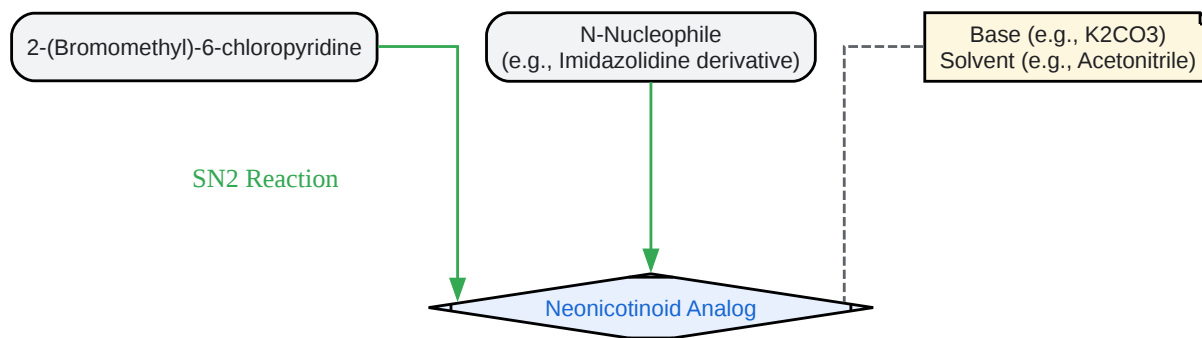 2-(Bromomethyl)-6-chloropyridine
N-Nucleophile
(e.g., Imidazolidine derivative)
Base (e.g., K2CO3)
Solvent (e.g., Acetonitrile)
SN2 Reaction
Neonicotinoid Analog